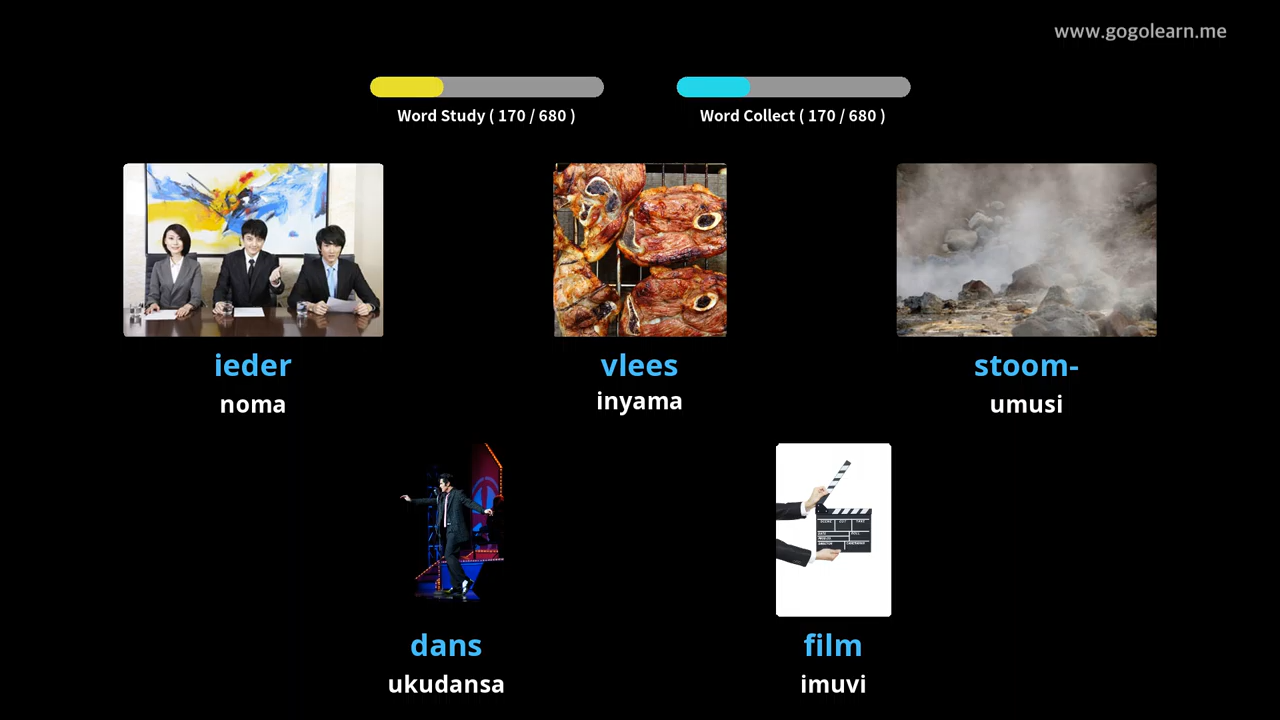 www.gogolearn.me
Word Study ( 170 / 680 )
Word Collect ( 170 / 680 )
ieder
noma
vlees
inyama
stoom-
umusi
dans
ukudansa
film
imuvi